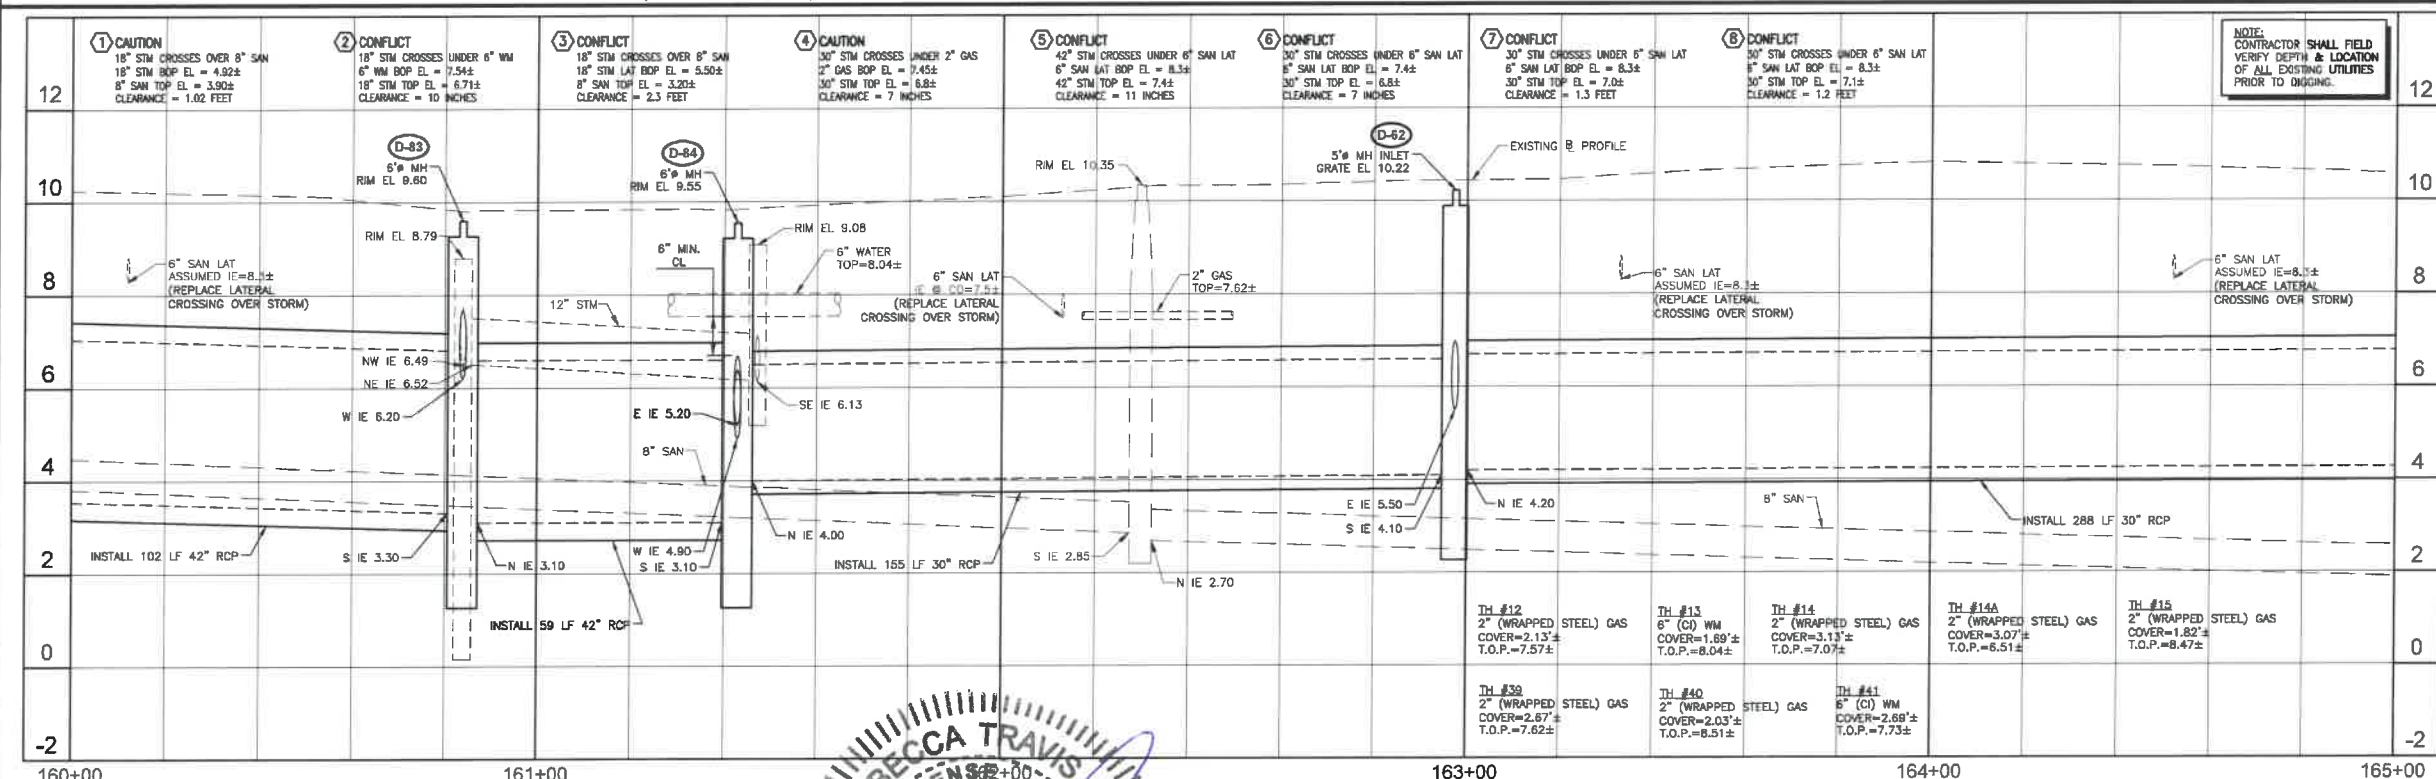 1 CAUTION
18" STM CROSSES OVER 8" SAN
18" STM BOP EL = 4.92±
8" SAN TOP EL = 3.90±
CLEARANCE = 1.02 FEET
2 CONFLICT
18" STM CROSSES UNDER 6" WM
6" WM BOP EL = 7.54±
18" STM TOP EL = 6.71±
CLEARANCE = 10 INCHES
3 CONFLICT
18" STM CROSSES OVER 8" SAN
18" STM LAT BOP EL = 5.50±
8" SAN TOP EL = 3.20±
CLEARANCE = 2.3 FEET
4 CAUTION
30" STM CROSSES UNDER 2" GAS
2" GAS BOP EL = 7.45±
30" STM TOP EL = 6.8±
CLEARANCE = 7 INCHES
5 CONFLICT
42" STM CROSSES UNDER 6" SAN LAT
6" SAN LAT BOP EL = 8.3±
42" STM TOP EL = 7.4±
CLEARANCE = 11 INCHES
6 CONFLICT
30" STM CROSSES UNDER 6" SAN LAT
6" SAN LAT BOP EL = 7.4±
30" STM TOP EL = 6.8±
CLEARANCE = 7 INCHES
7 CONFLICT
30" STM CROSSES UNDER 6" SAN LAT
6" SAN LAT BOP EL = 8.3±
30" STM TOP EL = 7.0±
CLEARANCE = 1.3 FEET
8 CONFLICT
30" STM CROSSES UNDER 6" SAN LAT
6" SAN LAT BOP EL = 8.3±
30" STM TOP EL = 7.1±
CLEARANCE = 1.2 FEET
NOTE:
CONTRACTOR SHALL FIELD
VERIFY DEPTH & LOCATION
OF ALL EXISTING UTILITIES
PRIOR TO DIGGING.
12
12
D-83
6'ø MH
RIM EL 9.60
D-84
6'ø MH
RIM EL 9.55
RIM EL 10.35
D-62
5'ø MH INLET
GRATE EL 10.22
EXISTING ℄ PROFILE
10
10
RIM EL 8.79
RIM EL 9.08
6" MIN.
CL
6" WATER
TOP=8.04±
6" SAN LAT
ASSUMED IE=8.3±
(REPLACE LATERAL
CROSSING OVER STORM)
12" STM
6" SAN LAT
IE @ CO=7.5±
(REPLACE LATERAL
CROSSING OVER STORM)
2" GAS
TOP=7.62±
6" SAN LAT
ASSUMED IE=8.3±
(REPLACE LATERAL
CROSSING OVER STORM)
6" SAN LAT
ASSUMED IE=8.3±
(REPLACE LATERAL
CROSSING OVER STORM)
8
8
NW IE 6.49
NE IE 6.52
W IE 6.20
6
6
E IE 5.20
SE IE 6.13
8" SAN
4
4
E IE 5.50
S IE 4.10
N IE 4.20
8" SAN
INSTALL 288 LF 30" RCP
INSTALL 102 LF 42" RCP
S IE 3.30
N IE 3.10
W IE 4.90
S IE 3.10
N IE 4.00
INSTALL 155 LF 30" RCP
S IE 2.85
N IE 2.70
2
2
INSTALL 59 LF 42" RCP
TH #12
2" (WRAPPED STEEL) GAS
COVER=2.13'±
T.O.P.=7.57±
TH #13
6" (CI) WM
COVER=1.69'±
T.O.P.=8.04±
TH #14
2" (WRAPPED STEEL) GAS
COVER=3.13'±
T.O.P.=7.07±
TH #14A
2" (WRAPPED STEEL) GAS
COVER=3.07'±
T.O.P.=6.51±
TH #15
2" (WRAPPED STEEL) GAS
COVER=1.82'±
T.O.P.=8.47±
0
0
TH #39
2" (WRAPPED STEEL) GAS
COVER=2.67'±
T.O.P.=7.62±
TH #40
2" (WRAPPED STEEL) GAS
COVER=2.03'±
T.O.P.=8.51±
TH #41
6" (CI) WM
COVER=2.69'±
T.O.P.=7.73±
-2
-2
BECCA TRAVIS
160+00
161+00
162+00
163+00
164+00
165+00